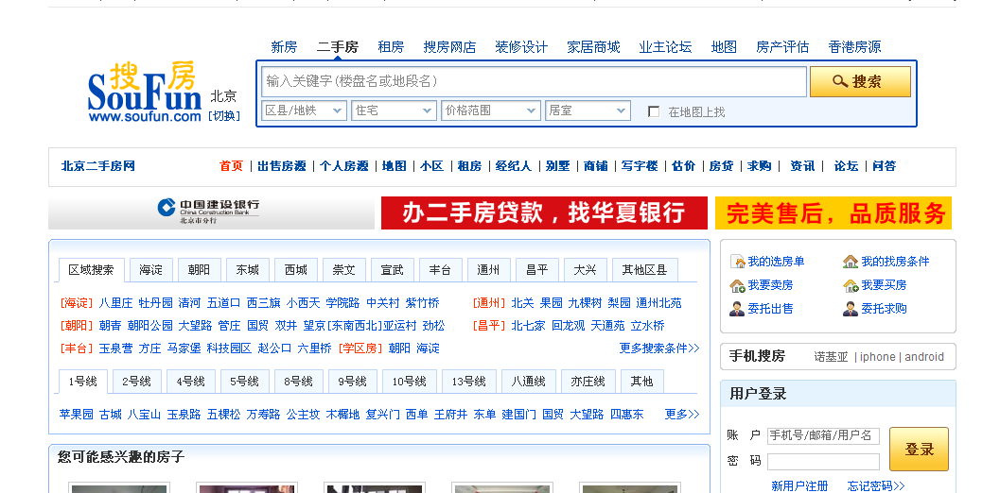 新房 二手房 租房 搜房网店 装修设计 家居商城 业主论坛 地图 房产评估 香港房源
搜房
SouFun
www.soufun.com
北京
[切换]
输入关键字(楼盘名或地段名)
搜索
区县/地铁 住宅 价格范围 居室 在地图上找
北京二手房网 首页 | 出售房源 | 个人房源 | 地图 | 小区 | 租房 | 经纪人 | 别墅 | 商铺 | 写字楼 | 估价 | 房贷 | 求购 | 资讯 | 论坛 | 问答
中国建设银行
China Construction Bank
北京市分行
办二手房贷款，找华夏银行
完美售后，品质服务
区域搜索 海淀 朝阳 东城 西城 崇文 宣武 丰台 通州 昌平 大兴 其他区县
[海淀] 八里庄 牡丹园 清河 五道口 西三旗 小西天 学院路 中关村 紫竹桥 [通州] 北关 果园 九棵树 梨园 通州北苑
[朝阳] 朝青 朝阳公园 大望路 管庄 国贸 双井 望京[东南西北]亚运村 劲松 [昌平] 北七家 回龙观 天通苑 立水桥
[丰台] 玉泉营 方庄 马家堡 科技园区 赵公口 六里桥 [学区房] 朝阳 海淀 更多搜索条件>>
1号线 2号线 4号线 5号线 8号线 9号线 10号线 13号线 八通线 亦庄线 其他
苹果园 古城 八宝山 玉泉路 五棵松 万寿路 公主坟 木樨地 复兴门 西单 王府井 东单 建国门 国贸 大望路 四惠东 更多>>
您可能感兴趣的房子
我的选房单 我的找房条件
我要卖房 我要买房
委托出售 委托求购
手机搜房 诺基亚 | iphone | android
用户登录
账 户 手机号/邮箱/用户名
密 码
登录
新用户注册 忘记密码>>